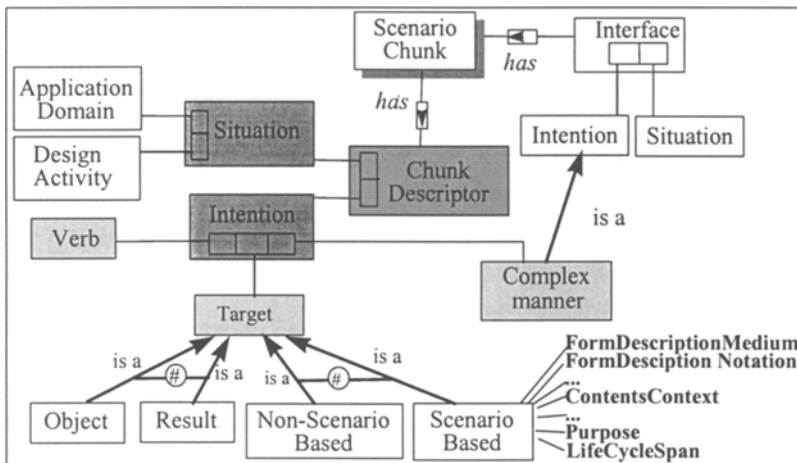 Scenario
Chunk
Interface
has
has
Application
Domain
Situation
Design
Activity
Intention
Situation
Chunk
Descriptor
Intention
Verb
is a
Complex
manner
Target
is a
is a
is a
is a
#
#
Object
Result
Non-Scenario
Based
Scenario
Based
FormDescriptionMedium
FormDesciption Notation
...
ContentsContext
...
Purpose
LifeCycleSpan